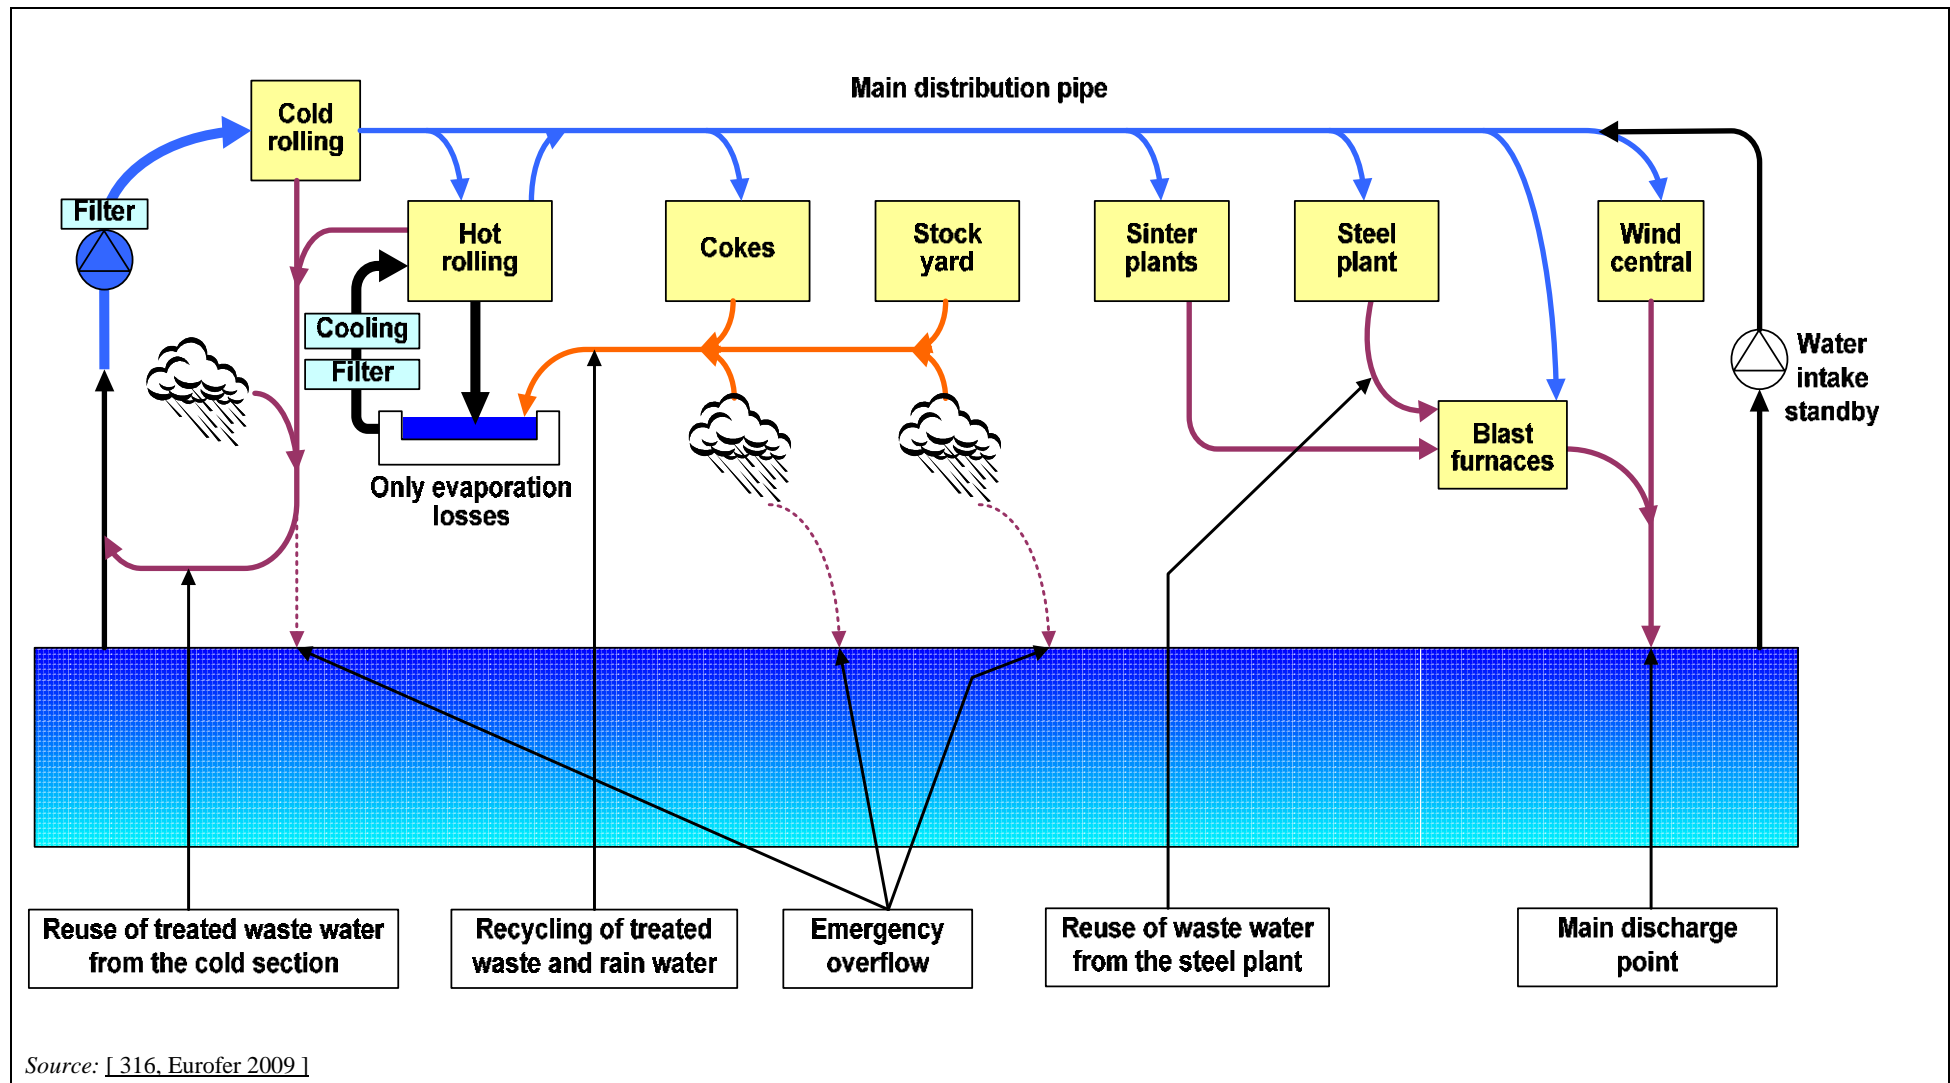 Main distribution pipe
Cold
rolling
Filter
Hot
rolling
Cokes
Stock
yard
Sinter
plants
Steel
plant
Wind
central
Cooling
Filter
Water
intake
standby
Blast
furnaces
Only evaporation
losses
Reuse of treated waste water
from the cold section
Recycling of treated
waste and rain water
Emergency
overflow
Reuse of waste water
from the steel plant
Main discharge
point
Source: [ 316, Eurofer 2009 ]